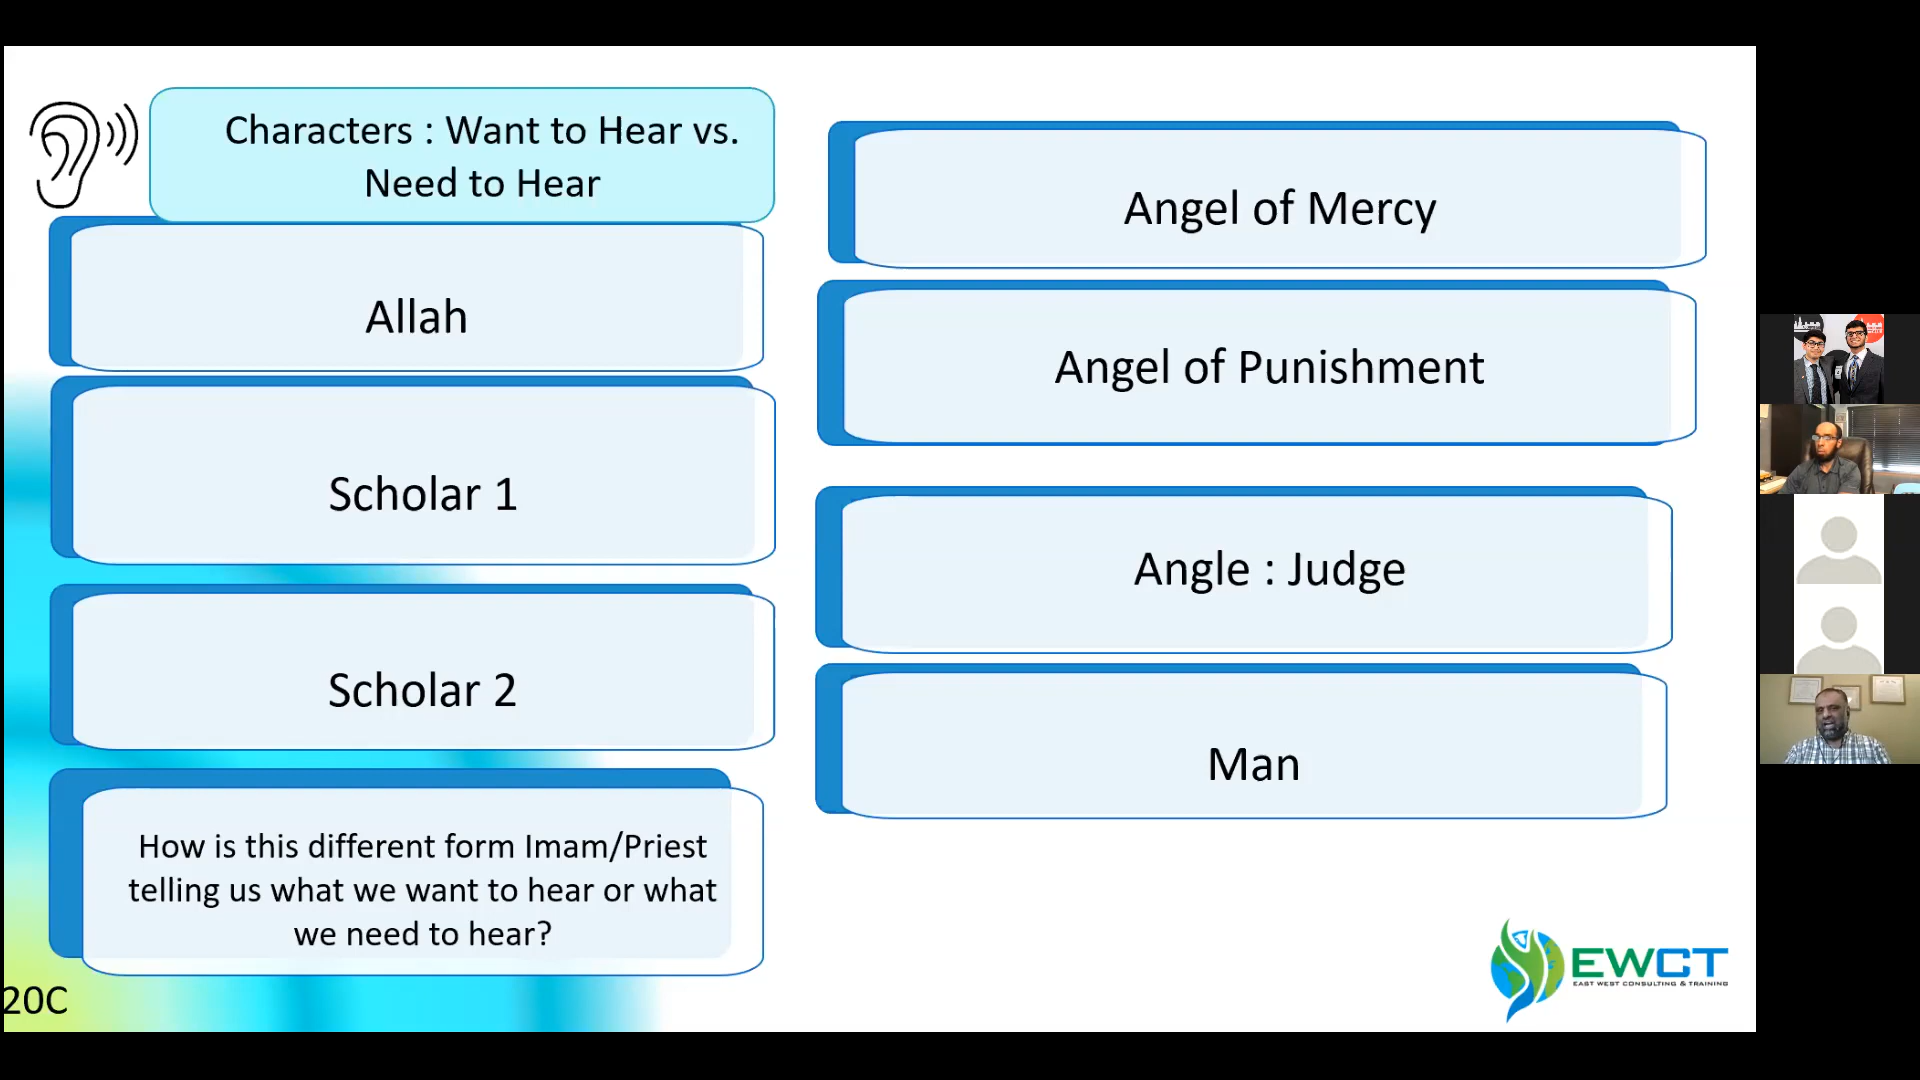 Characters : Want to Hear vs.
Need to Hear
Allah
Scholar 1
Scholar 2
How is this different form Imam/Priest
telling us what we want to hear or what
we need to hear?
20C
Angel of Mercy
Angel of Punishment
Angle : Judge
Man
EWCT
EAST WEST CONSULTING & TRAINING